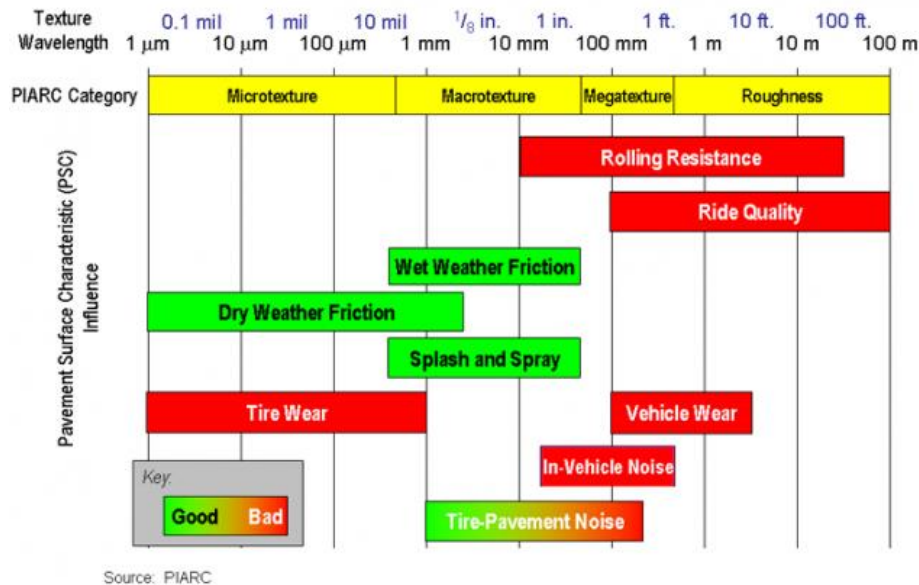 Texture Wavelength
0.1 mil 1 mil 10 mil 1/8 in. 1 in. 1 ft. 10 ft. 100 ft.
1 μm 10 μm 100 μm 1 mm 10 mm 100 mm 1 m 10 m 100 m
PIARC Category Microtexture Macrotexture Megatexture Roughness
Pavement Surface Characteristic (PSC)
Influence
Rolling Resistance
Ride Quality
Wet Weather Friction
Dry Weather Friction
Splash and Spray
Tire Wear
Vehicle Wear
In-Vehicle Noise
Tire-Pavement Noise
Key:
Good Bad
Source: PIARC